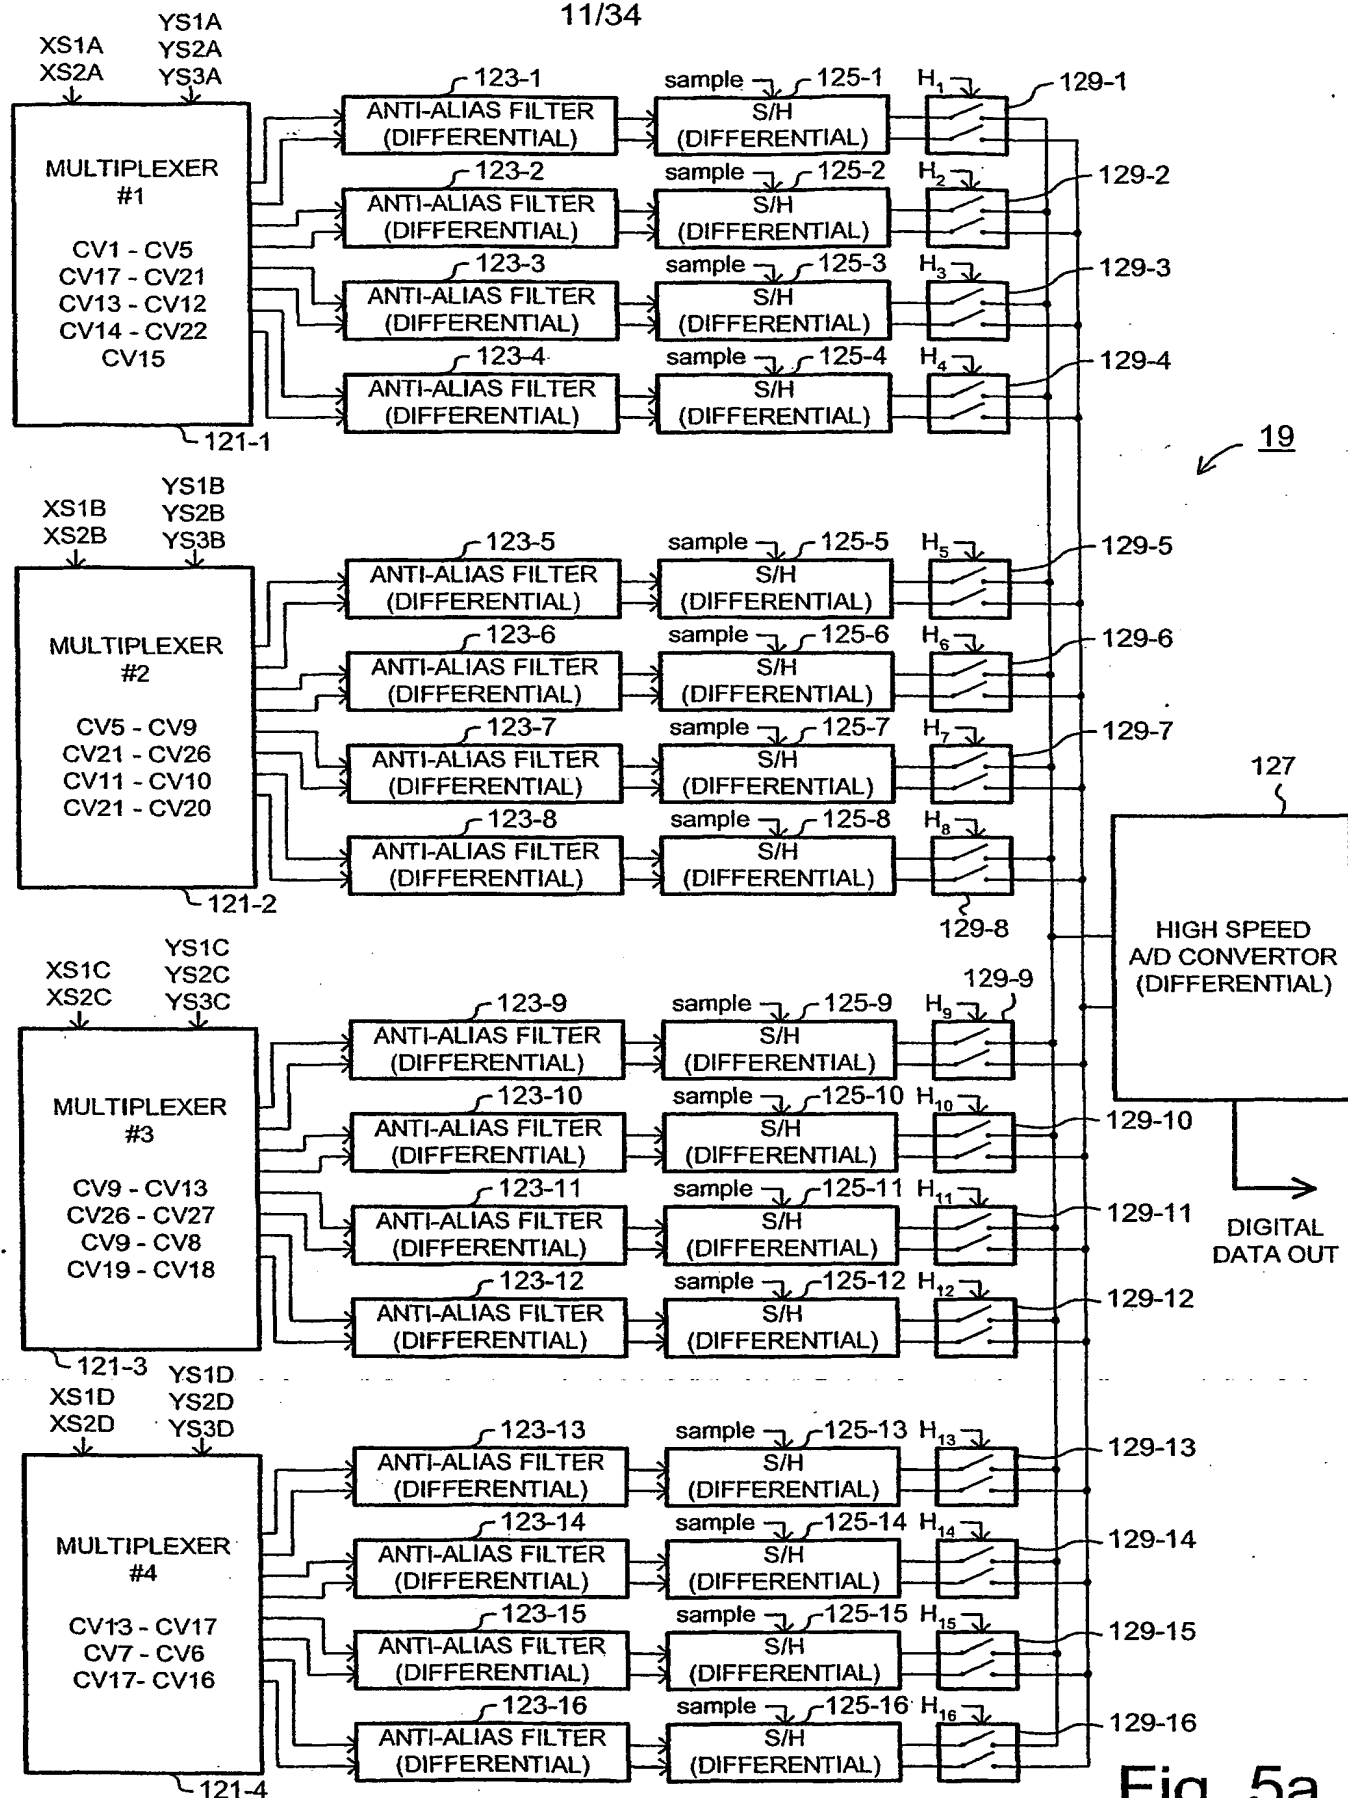 11/34
XS1A
XS2A
YS1A
YS2A
YS3A
MULTIPLEXER
#1
CV1 - CV5
CV17 - CV21
CV13 - CV12
CV14 - CV22
CV15
121-1
123-1
ANTI-ALIAS FILTER
(DIFFERENTIAL)
sample
125-1
S/H
(DIFFERENTIAL)
H1
129-1
123-2
ANTI-ALIAS FILTER
(DIFFERENTIAL)
sample
125-2
S/H
(DIFFERENTIAL)
H2
129-2
123-3
ANTI-ALIAS FILTER
(DIFFERENTIAL)
sample
125-3
S/H
(DIFFERENTIAL)
H3
129-3
123-4
ANTI-ALIAS FILTER
(DIFFERENTIAL)
sample
125-4
S/H
(DIFFERENTIAL)
H4
129-4
19
XS1B
XS2B
YS1B
YS2B
YS3B
MULTIPLEXER
#2
CV5 - CV9
CV21 - CV26
CV11 - CV10
CV21 - CV20
121-2
123-5
ANTI-ALIAS FILTER
(DIFFERENTIAL)
sample
125-5
S/H
(DIFFERENTIAL)
H5
129-5
123-6
ANTI-ALIAS FILTER
(DIFFERENTIAL)
sample
125-6
S/H
(DIFFERENTIAL)
H6
129-6
123-7
ANTI-ALIAS FILTER
(DIFFERENTIAL)
sample
125-7
S/H
(DIFFERENTIAL)
H7
129-7
123-8
ANTI-ALIAS FILTER
(DIFFERENTIAL)
sample
125-8
S/H
(DIFFERENTIAL)
H8
129-8
127
HIGH SPEED
A/D CONVERTOR
(DIFFERENTIAL)
DIGITAL
DATA OUT
XS1C
XS2C
YS1C
YS2C
YS3C
MULTIPLEXER
#3
CV9 - CV13
CV26 - CV27
CV9 - CV8
CV19 - CV18
121-3
123-9
ANTI-ALIAS FILTER
(DIFFERENTIAL)
sample
125-9
S/H
(DIFFERENTIAL)
H9
129-9
123-10
ANTI-ALIAS FILTER
(DIFFERENTIAL)
sample
125-10
S/H
(DIFFERENTIAL)
H10
129-10
123-11
ANTI-ALIAS FILTER
(DIFFERENTIAL)
sample
125-11
S/H
(DIFFERENTIAL)
H11
129-11
123-12
ANTI-ALIAS FILTER
(DIFFERENTIAL)
sample
125-12
S/H
(DIFFERENTIAL)
H12
129-12
XS1D
XS2D
YS1D
YS2D
YS3D
MULTIPLEXER
#4
CV13 - CV17
CV7 - CV6
CV17- CV16
121-4
123-13
ANTI-ALIAS FILTER
(DIFFERENTIAL)
sample
125-13
S/H
(DIFFERENTIAL)
H13
129-13
123-14
ANTI-ALIAS FILTER
(DIFFERENTIAL)
sample
125-14
S/H
(DIFFERENTIAL)
H14
129-14
123-15
ANTI-ALIAS FILTER
(DIFFERENTIAL)
sample
125-15
S/H
(DIFFERENTIAL)
H15
129-15
123-16
ANTI-ALIAS FILTER
(DIFFERENTIAL)
sample
125-16
S/H
(DIFFERENTIAL)
H16
129-16
Fig. 5a